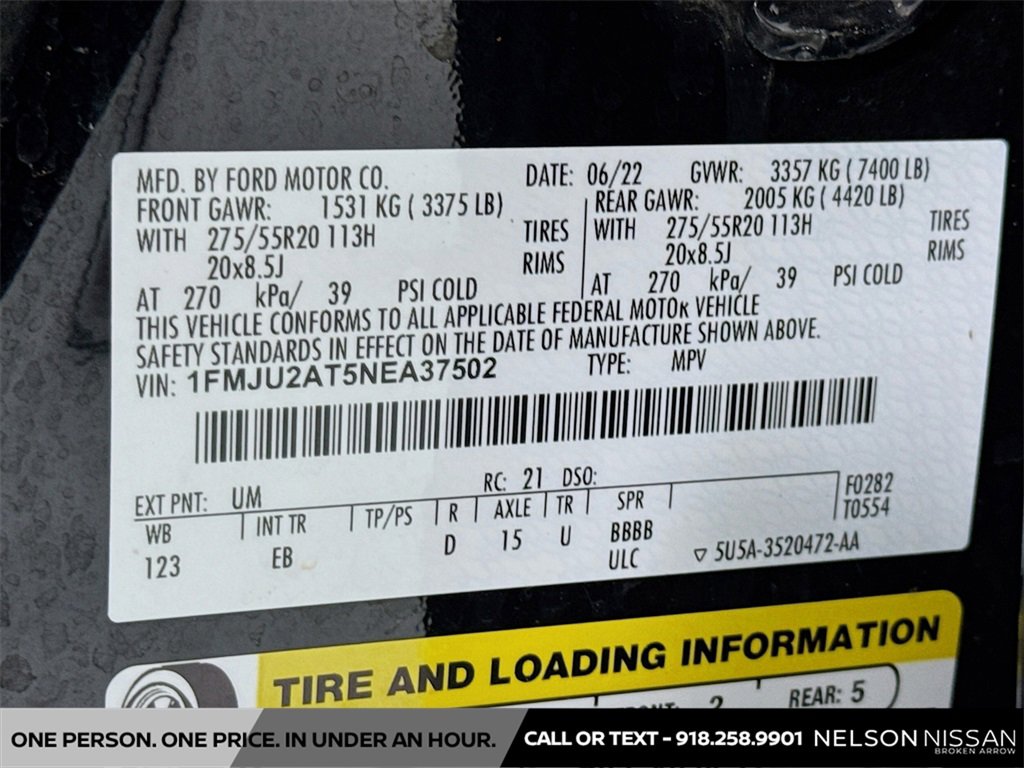 MFD. BY FORD MOTOR CO. DATE: 06/22 GVWR: 3357 KG ( 7400 LB)
FRONT GAWR: 1531 KG ( 3375 LB) REAR GAWR: 2005 KG ( 4420 LB)
WITH 275/55R20 113H TIRES WITH 275/55R20 113H TIRES
20x8.5J RIMS 20x8.5J RIMS
AT 270 kPa/ 39 PSI COLD AT 270 kPa/ 39 PSI COLD
THIS VEHICLE CONFORMS TO ALL APPLICABLE FEDERAL MOTOR VEHICLE
SAFETY STANDARDS IN EFFECT ON THE DATE OF MANUFACTURE SHOWN ABOVE.
VIN: 1FMJU2AT5NEA37502 TYPE: MPV
EXT PNT: UM RC: 21 DSO: F0282
WB INT TR TP/PS R AXLE TR SPR T0554
123 EB D 15 U BBBB
ULC ▽ 5U5A-3520472-AA
TIRE AND LOADING INFORMATION
2 REAR: 5
ONE PERSON. ONE PRICE. IN UNDER AN HOUR. CALL OR TEXT - 918.258.9901 NELSON NISSAN
BROKEN ARROW